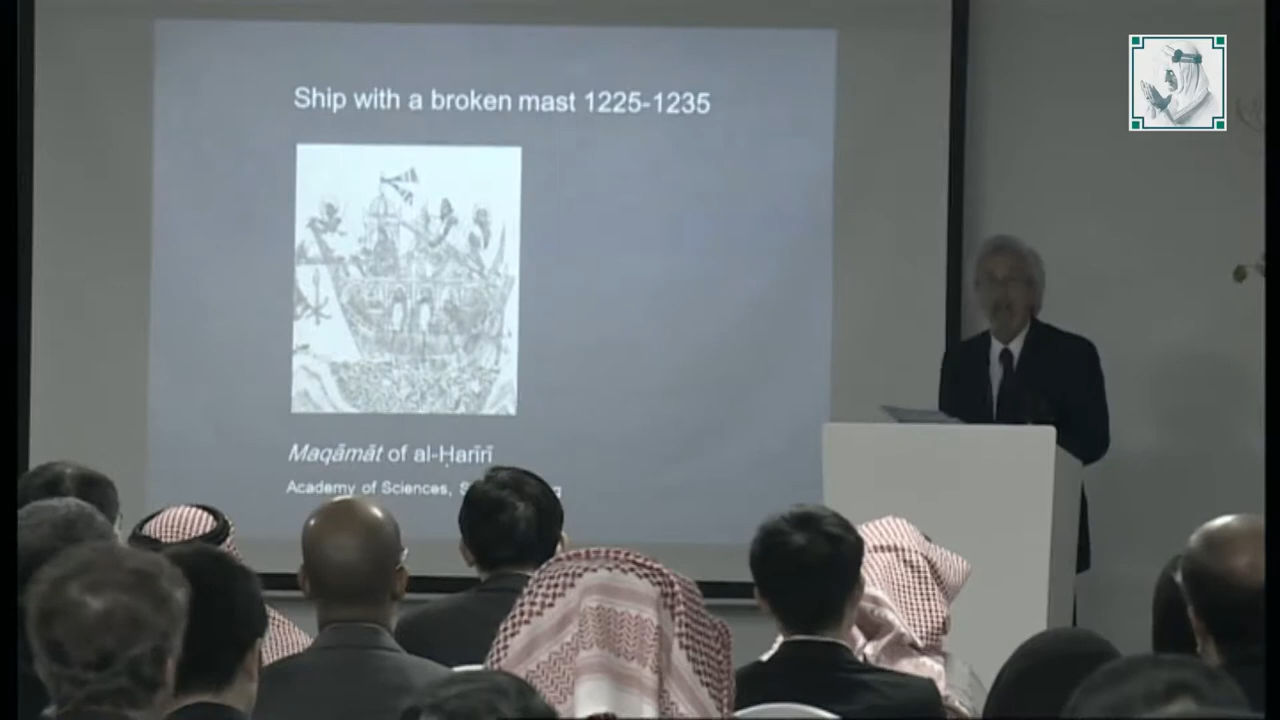 Ship with a broken mast 1225-1235
Maqāmāt of al-Ḥarīrī
Academy of Sciences,